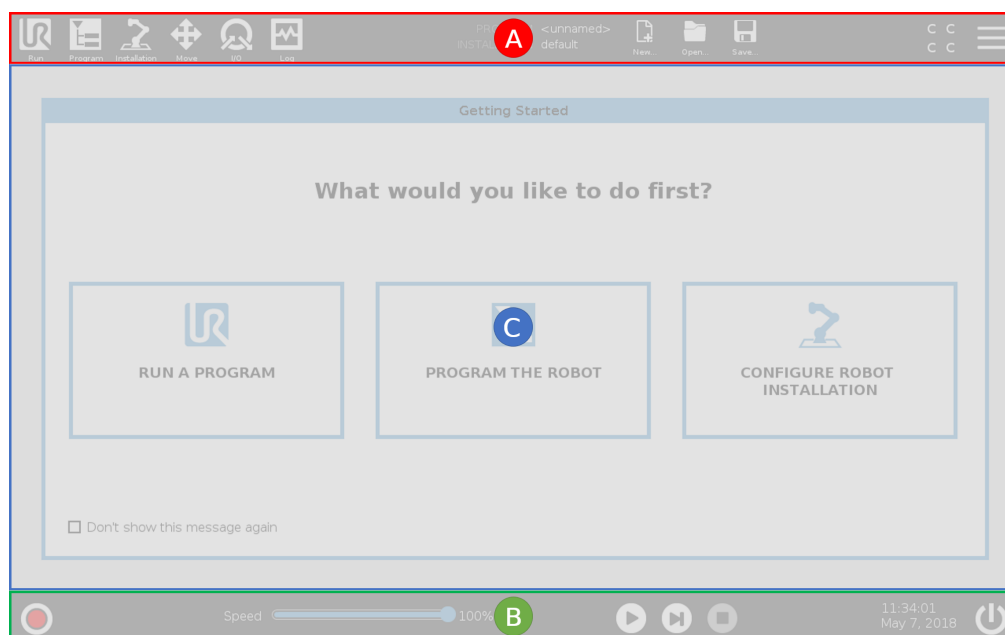 <unnamed>
default
A
Run Program Installation Move I/O Log
New... Open... Save...
C C
C C
Getting Started
What would you like to do first?
C
RUN A PROGRAM
PROGRAM THE ROBOT
CONFIGURE ROBOT
INSTALLATION
Don't show this message again
Speed 100%
B
11:34:01
May 7, 2018